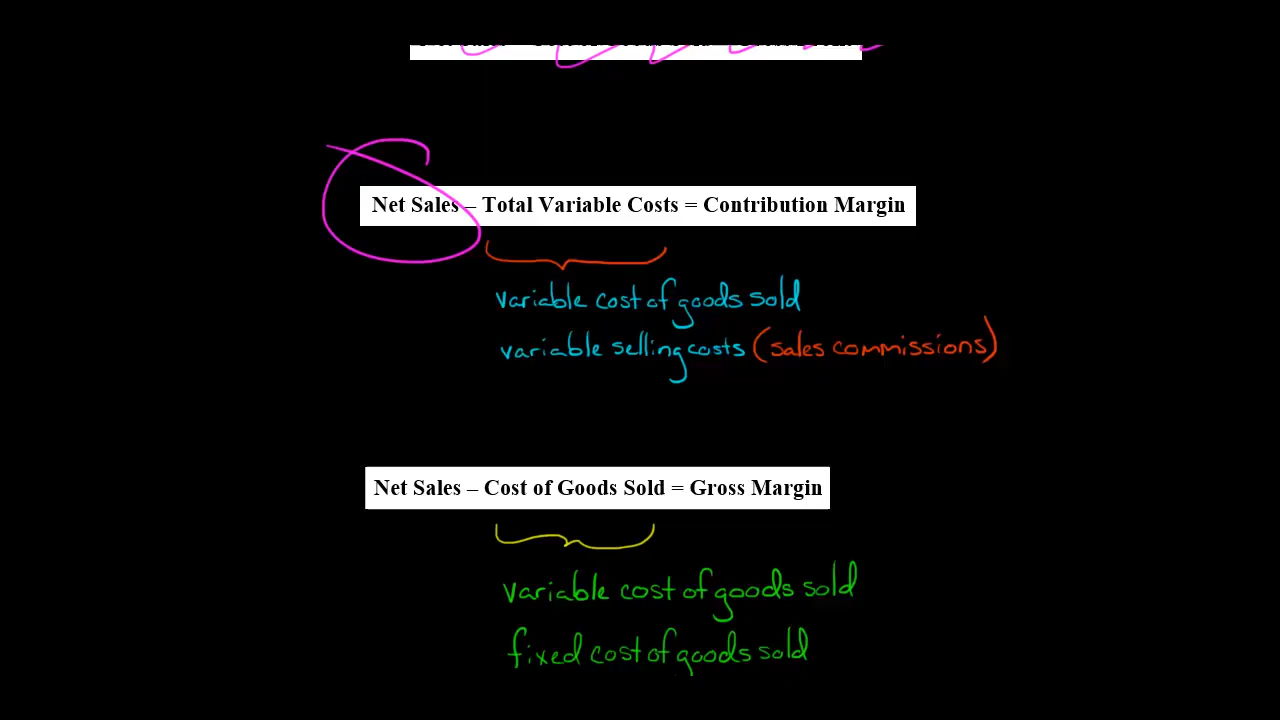 Net Sales – Total Variable Costs = Contribution Margin
variable cost of goods sold
variable selling costs (sales commissions)
Net Sales – Cost of Goods Sold = Gross Margin
variable cost of goods sold
fixed cost of goods sold